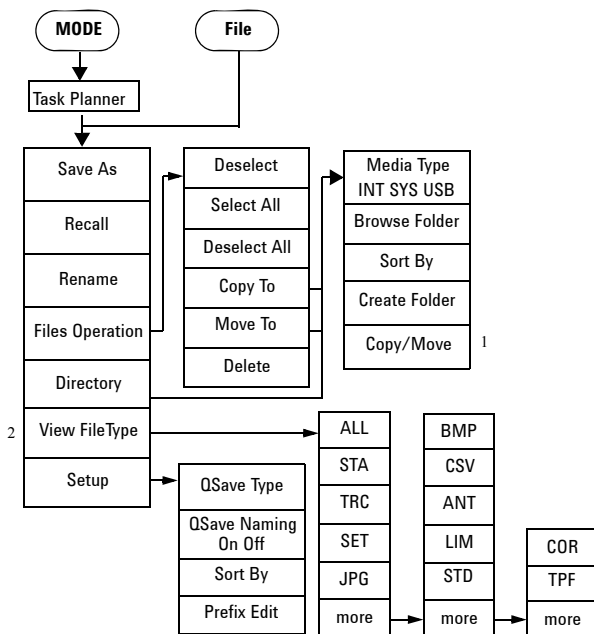 MODE
File
Task Planner
Save As
Recall
Rename
Files Operation
Directory
2
View FileType
Setup
Deselect
Select All
Deselect All
Copy To
Move To
Delete
Media Type
INT SYS USB
Browse Folder
Sort By
Create Folder
Copy/Move
1
QSave Type
QSave Naming
On Off
Sort By
Prefix Edit
ALL
STA
TRC
SET
JPG
more
BMP
CSV
ANT
LIM
STD
more
COR
TPF
more